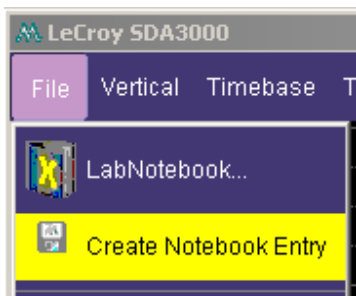 LeCroy SDA3000
File Vertical Timebase T
LabNotebook...
Create Notebook Entry